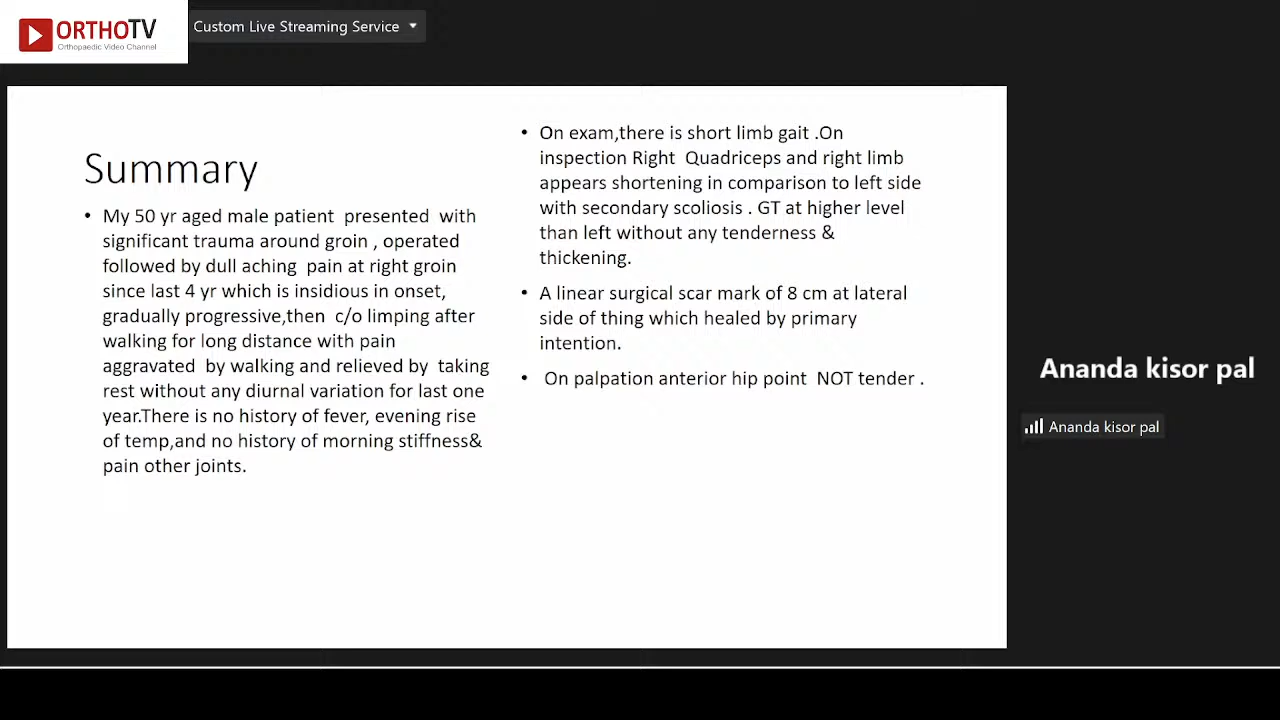 ORTHOTV
Orthopaedic Video Channel
Custom Live Streaming Service
Summary
• My 50 yr aged male patient presented with
significant trauma around groin , operated
followed by dull aching pain at right groin
since last 4 yr which is insidious in onset,
gradually progressive,then c/o limping after
walking for long distance with pain
aggravated by walking and relieved by taking
rest without any diurnal variation for last one
year.There is no history of fever, evening rise
of temp,and no history of morning stiffness&
pain other joints.
• On exam,there is short limb gait .On
inspection Right Quadriceps and right limb
appears shortening in comparison to left side
with secondary scoliosis . GT at higher level
than left without any tenderness &
thickening.
• A linear surgical scar mark of 8 cm at lateral
side of thing which healed by primary
intention.
• On palpation anterior hip point NOT tender .
Ananda kisor pal
Ananda kisor pal